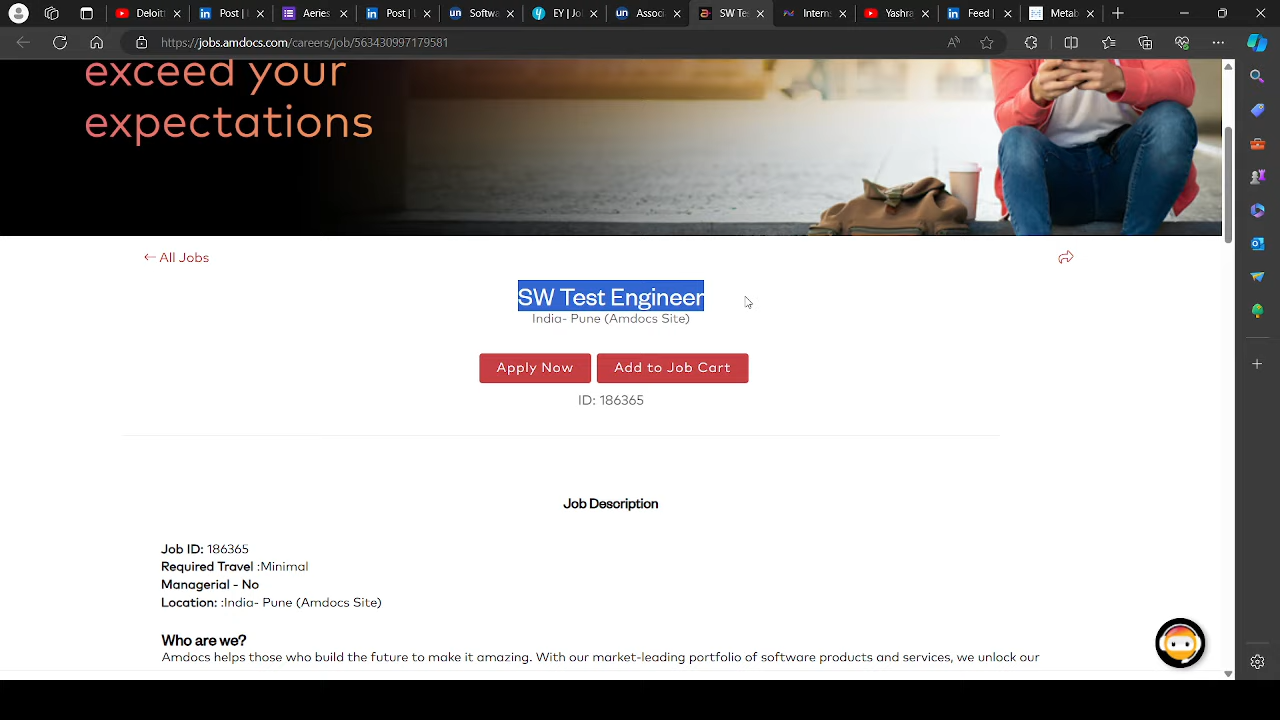 Deloitt
Post | L
Aeries
Post | L
Softwa
EY | Jo
Associ
SW Tes
Interns
Yashra
Feed |
Metab
https://jobs.amdocs.com/careers/job/563430997179581
exceed your
expectations
← All Jobs
SW Test Engineer
India- Pune (Amdocs Site)
Apply Now
Add to Job Cart
ID: 186365
Job Description
Job ID: 186365
Required Travel :Minimal
Managerial - No
Location: :India- Pune (Amdocs Site)
Who are we?
Amdocs helps those who build the future to make it amazing. With our market-leading portfolio of software products and services, we unlock our